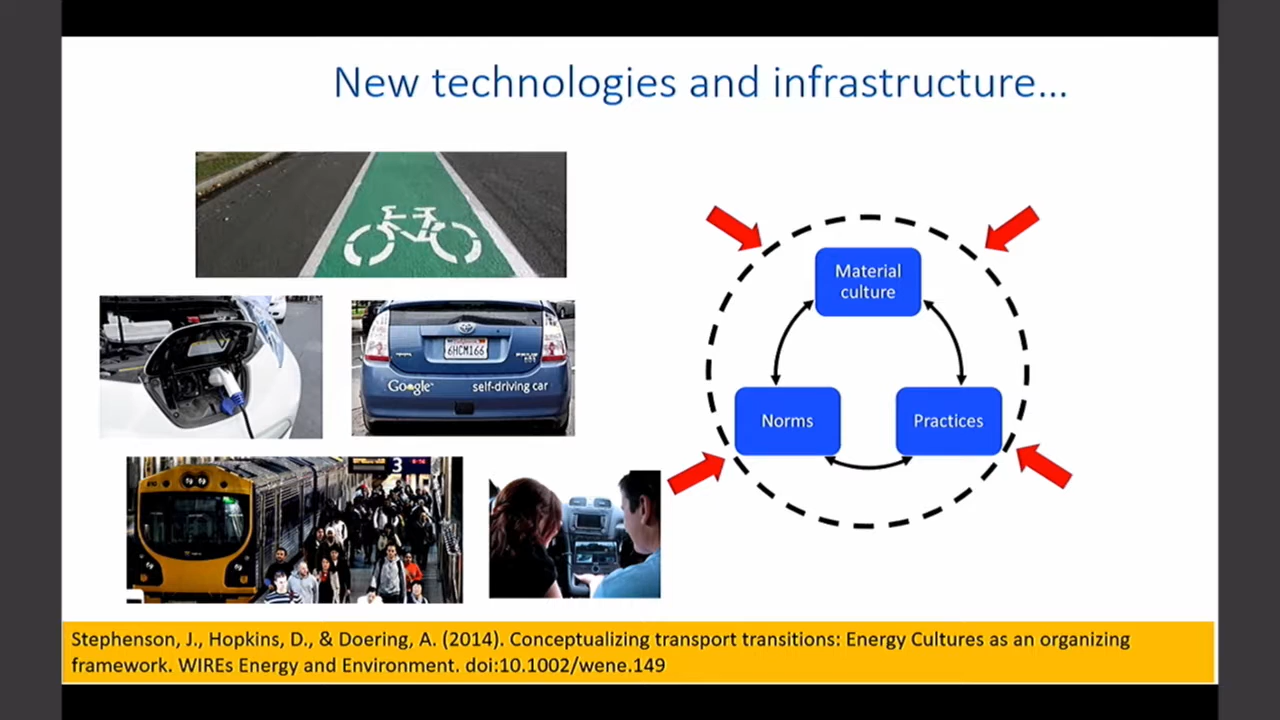 New technologies and infrastructure...
6HCM166
Google
self-driving car
3
Material
culture
Norms
Practices
Stephenson, J., Hopkins, D., & Doering, A. (2014). Conceptualizing transport transitions: Energy Cultures as an organizing
framework. WIREs Energy and Environment. doi:10.1002/wene.149